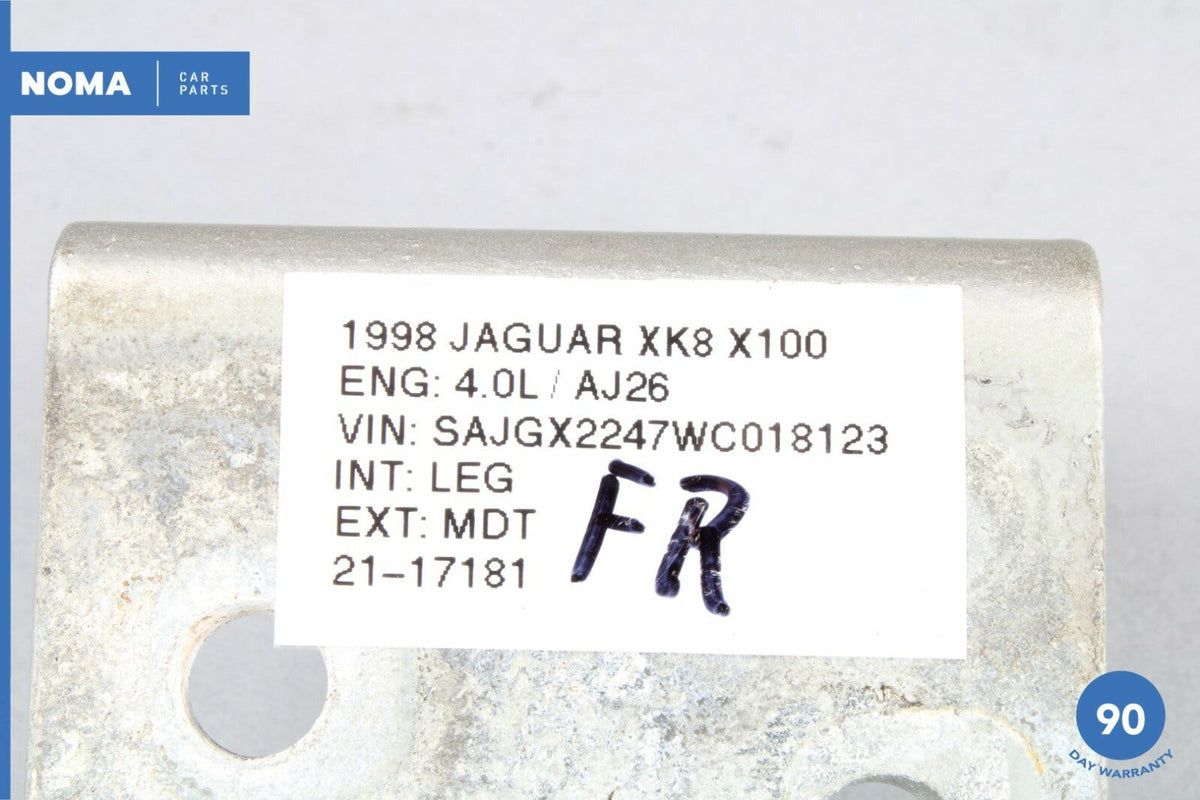 NOMA
CAR
PARTS
1998 JAGUAR XK8 X100
ENG: 4.0L / AJ26
VIN: SAJGX2247WC018123
INT: LEG
EXT: MDT
21-17181
FR
90
DAY WARRANTY